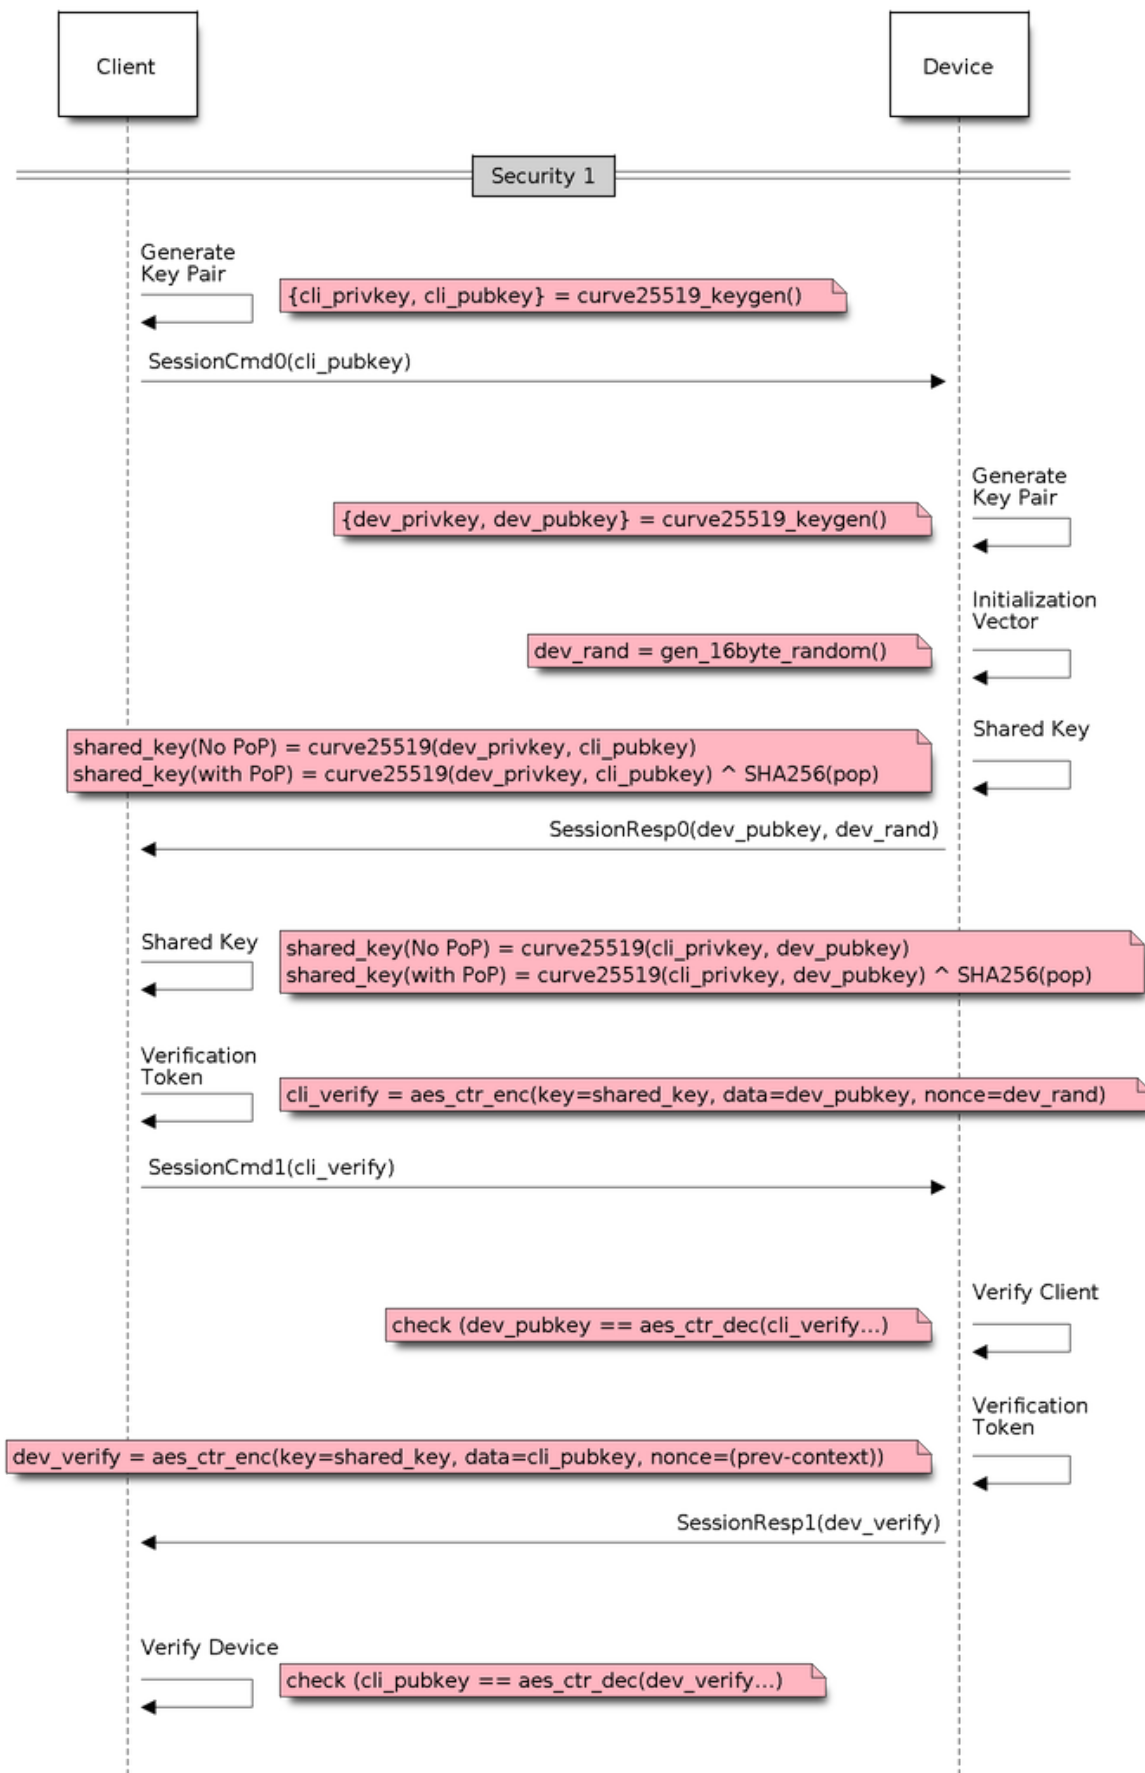 Client
Device
Security 1
Generate
Key Pair
{cli_privkey, cli_pubkey} = curve25519_keygen()
SessionCmd0(cli_pubkey)
Generate
Key Pair
{dev_privkey, dev_pubkey} = curve25519_keygen()
Initialization
Vector
dev_rand = gen_16byte_random()
Shared Key
shared_key(No PoP) = curve25519(dev_privkey, cli_pubkey)
shared_key(with PoP) = curve25519(dev_privkey, cli_pubkey) ^ SHA256(pop)
SessionResp0(dev_pubkey, dev_rand)
Shared Key
shared_key(No PoP) = curve25519(cli_privkey, dev_pubkey)
shared_key(with PoP) = curve25519(cli_privkey, dev_pubkey) ^ SHA256(pop)
Verification
Token
cli_verify = aes_ctr_enc(key=shared_key, data=dev_pubkey, nonce=dev_rand)
SessionCmd1(cli_verify)
Verify Client
check (dev_pubkey == aes_ctr_dec(cli_verify...)
Verification
Token
dev_verify = aes_ctr_enc(key=shared_key, data=cli_pubkey, nonce=(prev-context))
SessionResp1(dev_verify)
Verify Device
check (cli_pubkey == aes_ctr_dec(dev_verify...)